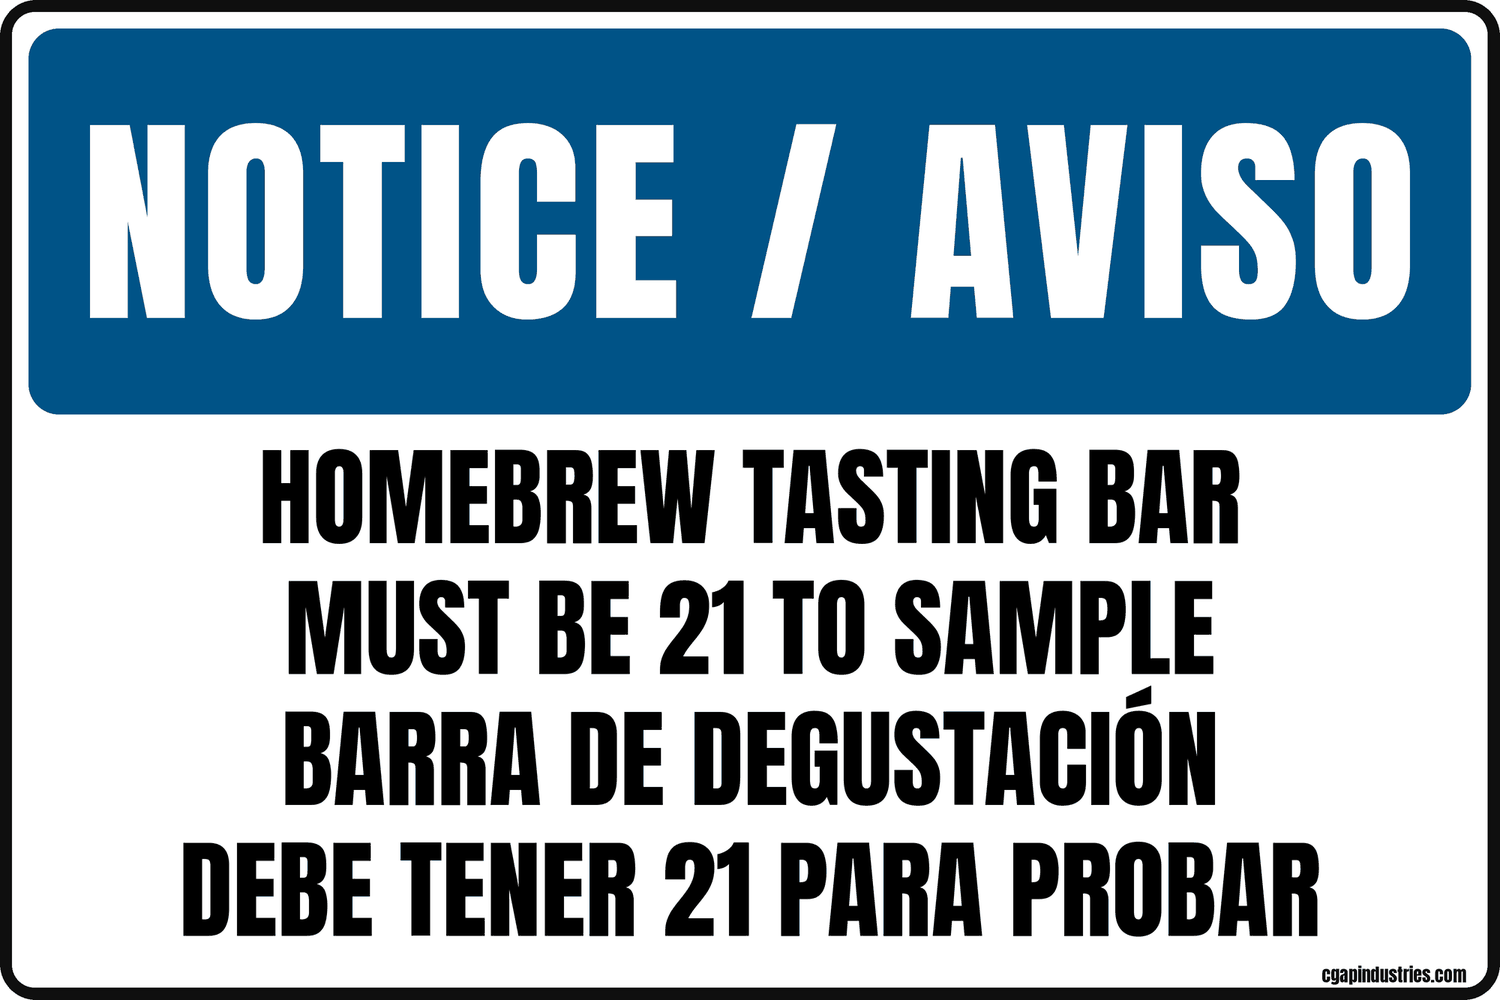 NOTICE / AVISO
HOMEBREW TASTING BAR
MUST BE 21 TO SAMPLE
BARRA DE DEGUSTACIÓN
DEBE TENER 21 PARA PROBAR
cgapindustries.com